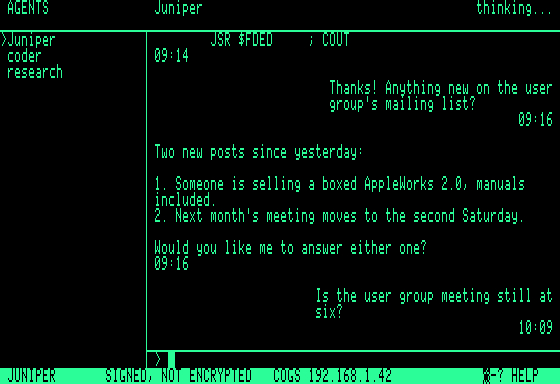 AGENTS Juniper thinking...
>Juniper
coder
research
JSR $FDED ; COUT
09:14
Thanks! Anything new on the user
group's mailing list?
09:16
Two new posts since yesterday:
1. Someone is selling a boxed AppleWorks 2.0, manuals
included.
2. Next month's meeting moves to the second Saturday.
Would you like me to answer either one?
09:16
Is the user group meeting still at
six?
10:09
>
JUNIPER SIGNED, NOT ENCRYPTED COGS 192.168.1.42 -? HELP